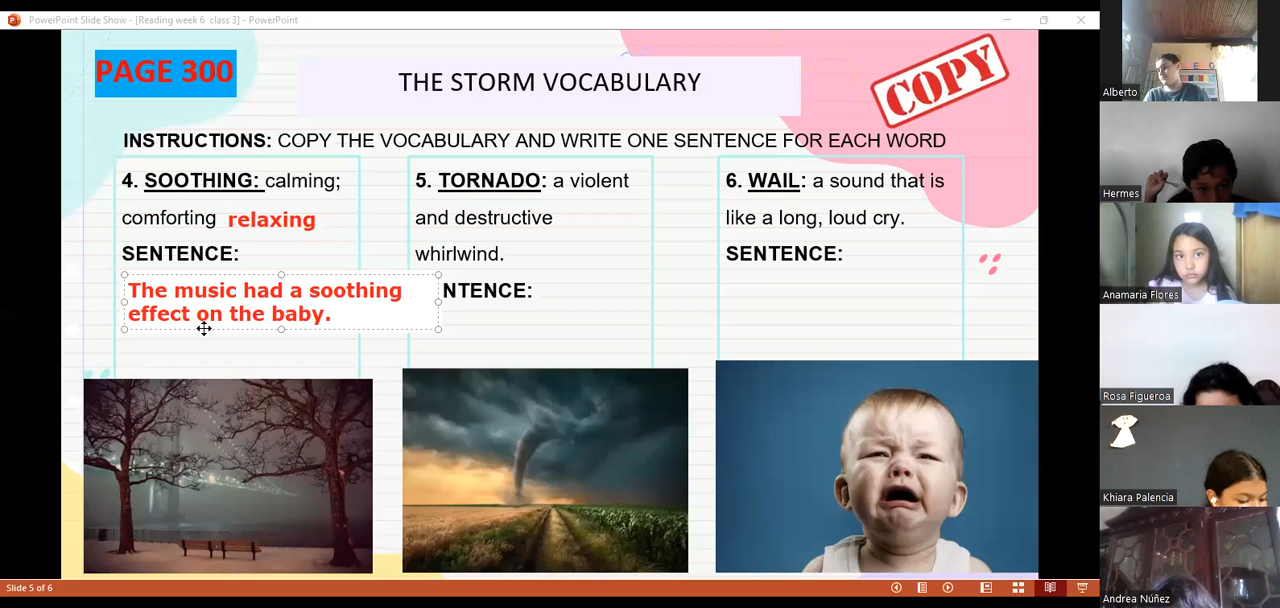 PowerPoint Slide Show - [Reading week 6 class 3] - PowerPoint
PAGE 300
THE STORM VOCABULARY
COPY
INSTRUCTIONS: COPY THE VOCABULARY AND WRITE ONE SENTENCE FOR EACH WORD
4. SOOTHING: calming;
comforting relaxing
SENTENCE:
The music had a soothing
effect on the baby.
5. TORNADO: a violent
and destructive
whirlwind.
NTENCE:
6. WAIL: a sound that is
like a long, loud cry.
SENTENCE:
Slide 5 of 6
Alberto
Hermes
Anamaría Flores
Rosa Figueroa
Khiara Palencia
Andrea Núñez